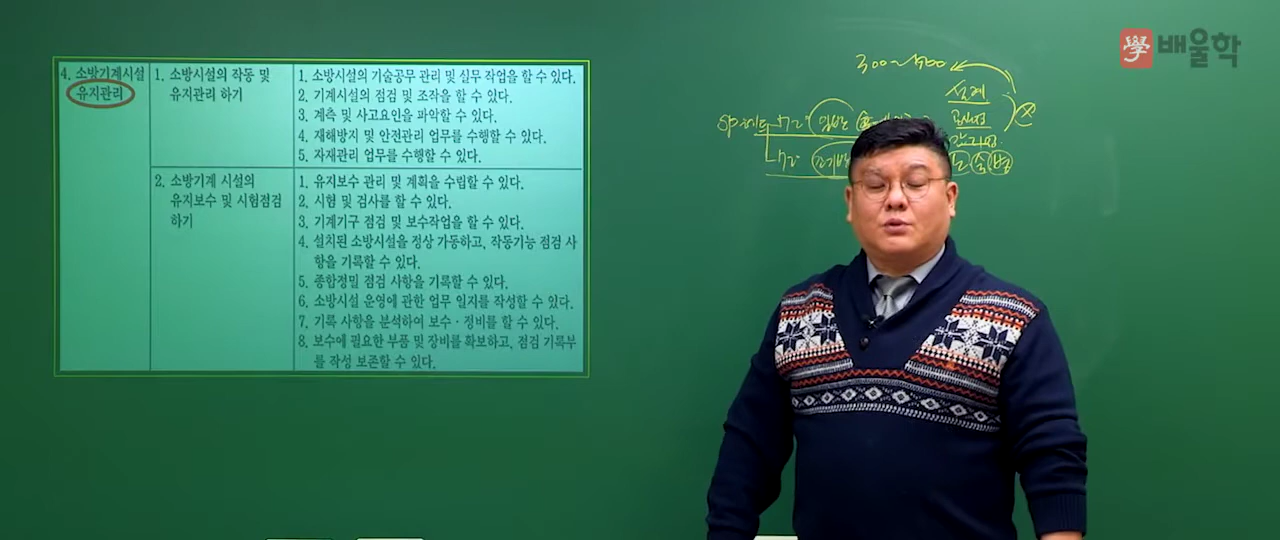 學 배울학
4. 소방기계시설
유지관리
1. 소방시설의 작동 및
유지관리 하기
1. 소방시설의 기술공무 관리 및 실무 작업을 할 수 있다.
2. 기계시설의 점검 및 조작을 할 수 있다.
3. 계측 및 사고요인을 파악할 수 있다.
4. 재해방지 및 안전관리 업무를 수행할 수 있다.
5. 자재관리 업무를 수행할 수 있다.
2. 소방기계 시설의
유지보수 및 시험점검
하기
1. 유지보수 관리 및 계획을 수립할 수 있다.
2. 시험 및 검사를 할 수 있다.
3. 기계기구 점검 및 보수작업을 할 수 있다.
4. 설치된 소방시설을 정상 가동하고, 작동기능 점검 사
항을 기록할 수 있다.
5. 종합정밀 점검 사항을 기록할 수 있다.
6. 소방시설 운영에 관한 업무 일지를 작성할 수 있다.
7. 기록 사항을 분석하여 보수 · 정비를 할 수 있다.
8. 보수에 필요한 부품 및 장비를 확보하고, 점검 기록부
를 작성 보존할 수 있다.
설계